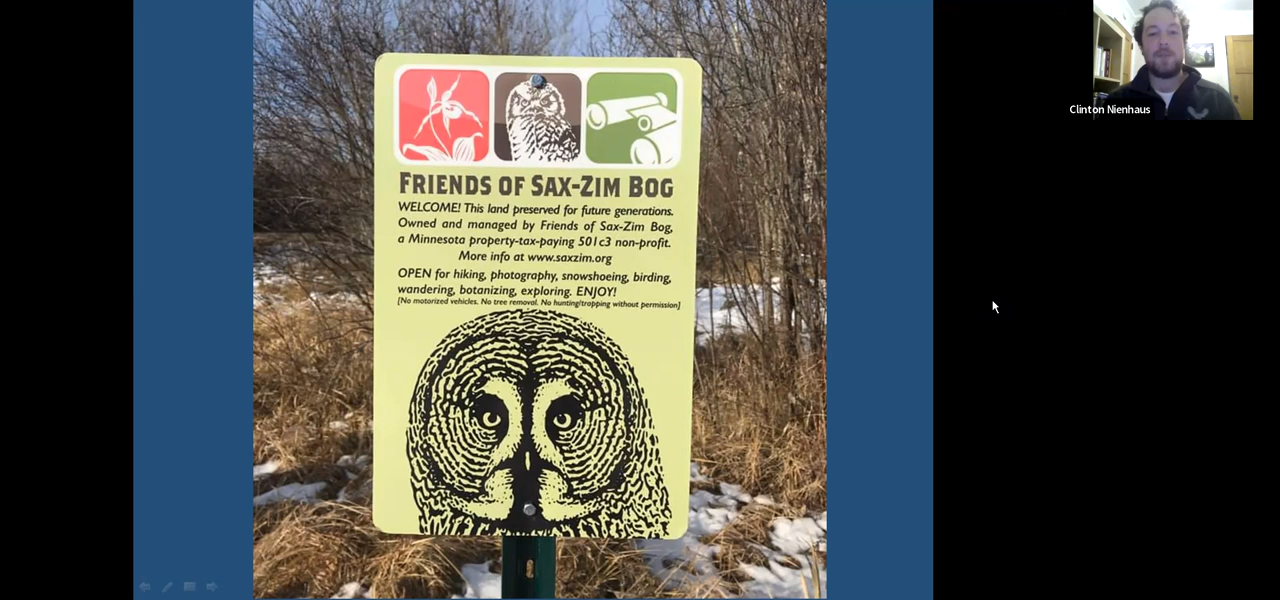 FRIENDS OF SAX-ZIM BOG
WELCOME! This land preserved for future generations.
Owned and managed by Friends of Sax-Zim Bog,
a Minnesota property-tax-paying 501c3 non-profit.
More info at www.saxzim.org
OPEN for hiking, photography, snowshoeing, birding,
wandering, botanizing, exploring. ENJOY!
[No motorized vehicles. No tree removal. No hunting/trapping without permission]
Clinton Nienhaus